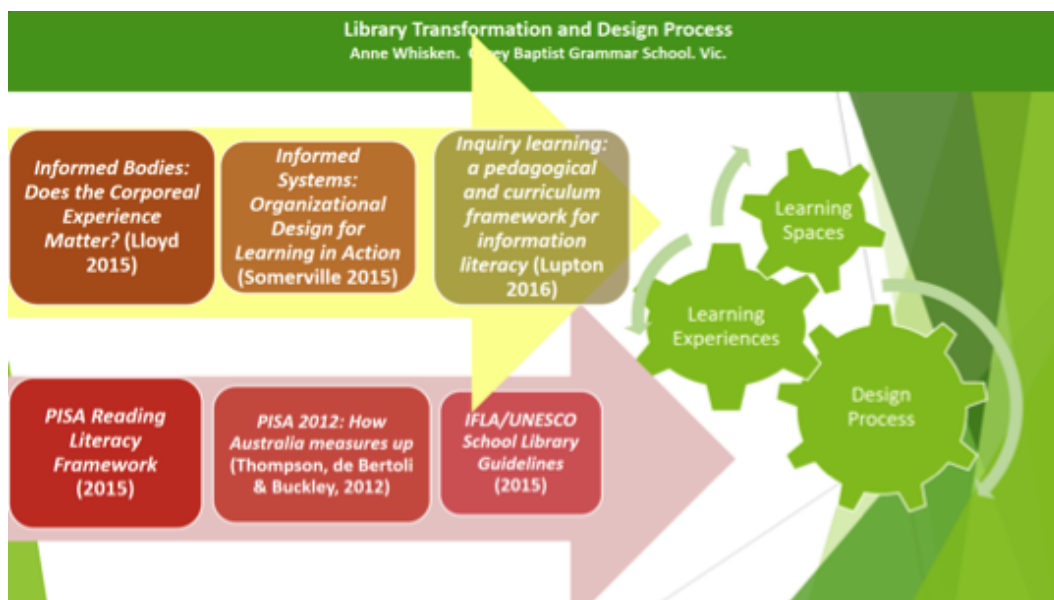 Library Transformation and Design Process
Anne Whisken. ey Baptist Grammar School. Vic.
Informed Bodies:
Does the Corporeal
Experience
Matter? (Lloyd
2015)
Informed
Systems:
Organizational
Design for
Learning in Action
(Somerville 2015)
Inquiry learning:
a pedagogical
and curriculum
framework for
information
literacy (Lupton
2016)
Learning
Spaces
Learning
Experiences
Design
Process
PISA Reading
Literacy
Framework
(2015)
PISA 2012: How
Australia measures up
(Thompson, de Bertoli
& Buckley, 2012)
IFLA/UNESCO
School Library
Guidelines
(2015)